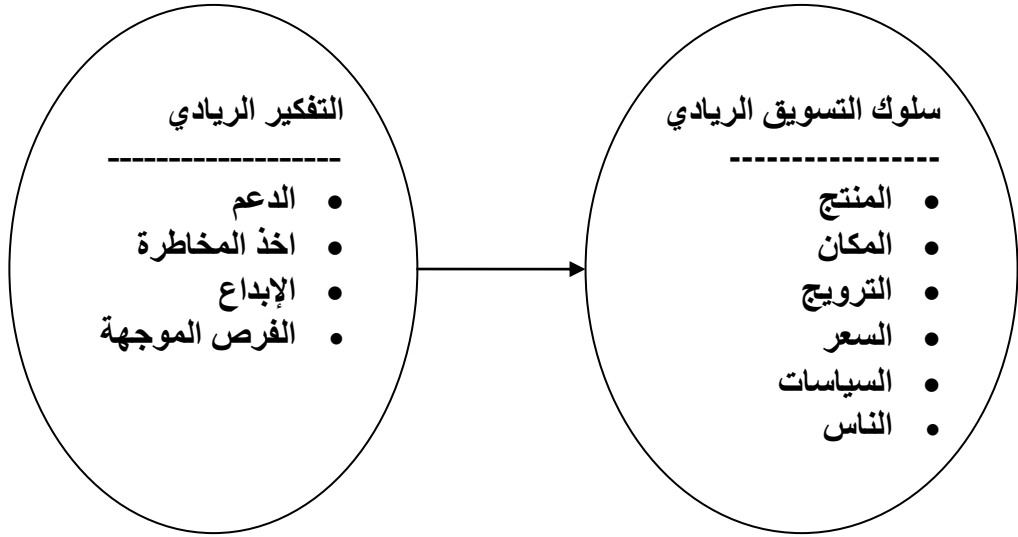 سلوك التسويق الريادي
-----------------
• المنتج
• المكان
• الترويج
• السعر
• السياسات
• الناس
التفكير الريادي
-------------------
• الدعم
• اخذ المخاطرة
• الإبداع
• الفرص الموجهة